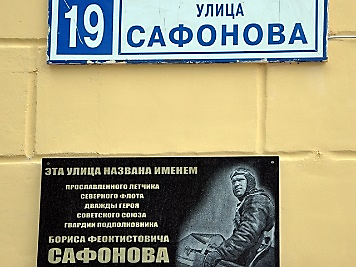 19
УЛИЦА
САФОНОВА
ЭТА УЛИЦА НАЗВАНА ИМЕНЕМ
ПРОСЛАВЛЕННОГО ЛЕТЧИКА
СЕВЕРНОГО ФЛОТА
ДВАЖДЫ ГЕРОЯ
СОВЕТСКОГО СОЮЗА
ГВАРДИИ ПОДПОЛКОВНИКА
БОРИСА ФЕОКТИСТОВИЧА
САФОНОВА